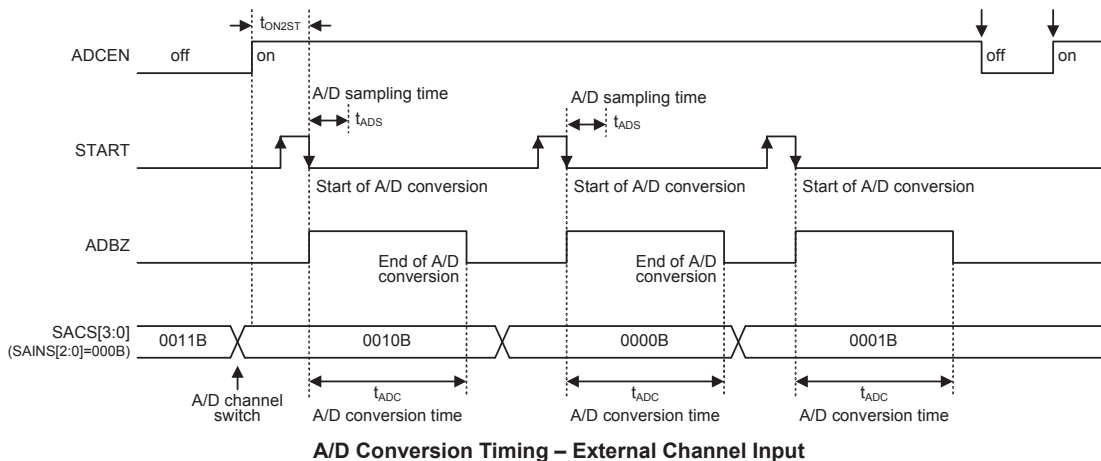 tON2ST
ADCEN
off
on
off
on
A/D sampling time
tADS
A/D sampling time
tADS
START
Start of A/D conversion
Start of A/D conversion
Start of A/D conversion
ADBZ
End of A/D
conversion
End of A/D
conversion
SACS[3:0]
(SAINS[2:0]=000B)
0011B
0010B
0000B
0001B
A/D channel
switch
tADC
A/D conversion time
tADC
A/D conversion time
tADC
A/D conversion time
A/D Conversion Timing – External Channel Input